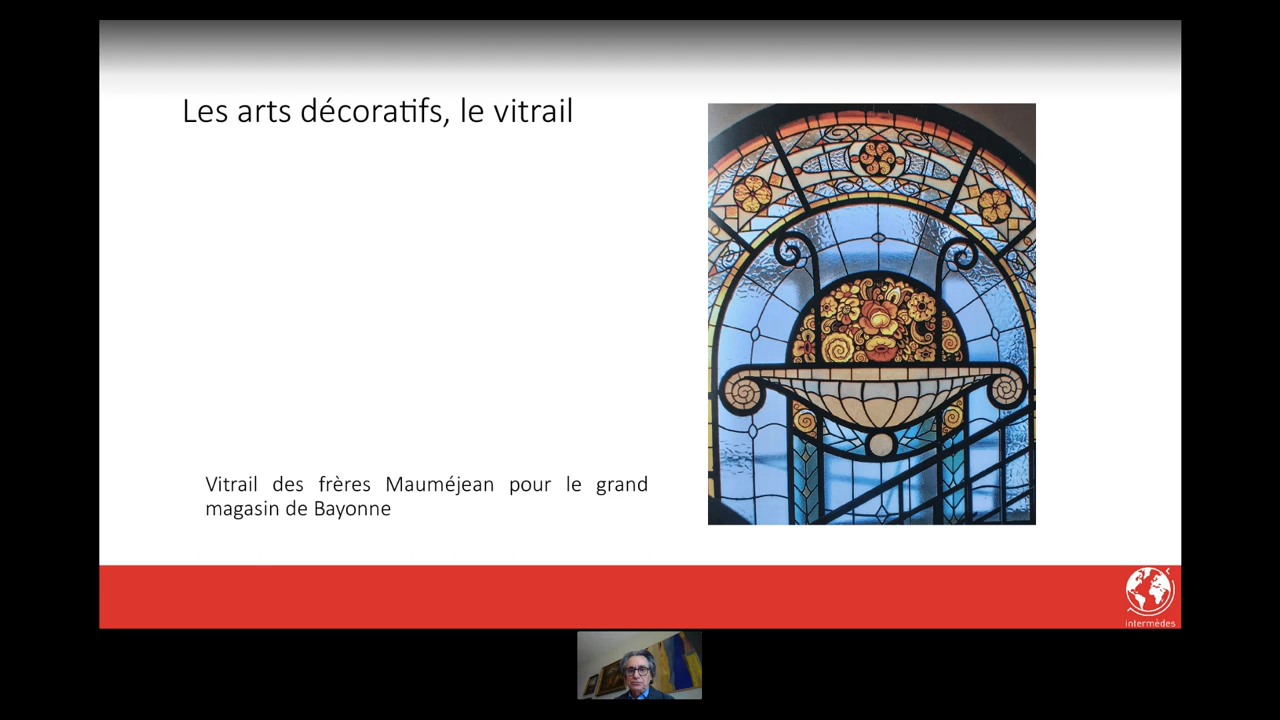 Les arts décoratifs, le vitrail
Vitrail des frères Mauméjean pour le grand
magasin de Bayonne
intermèdes